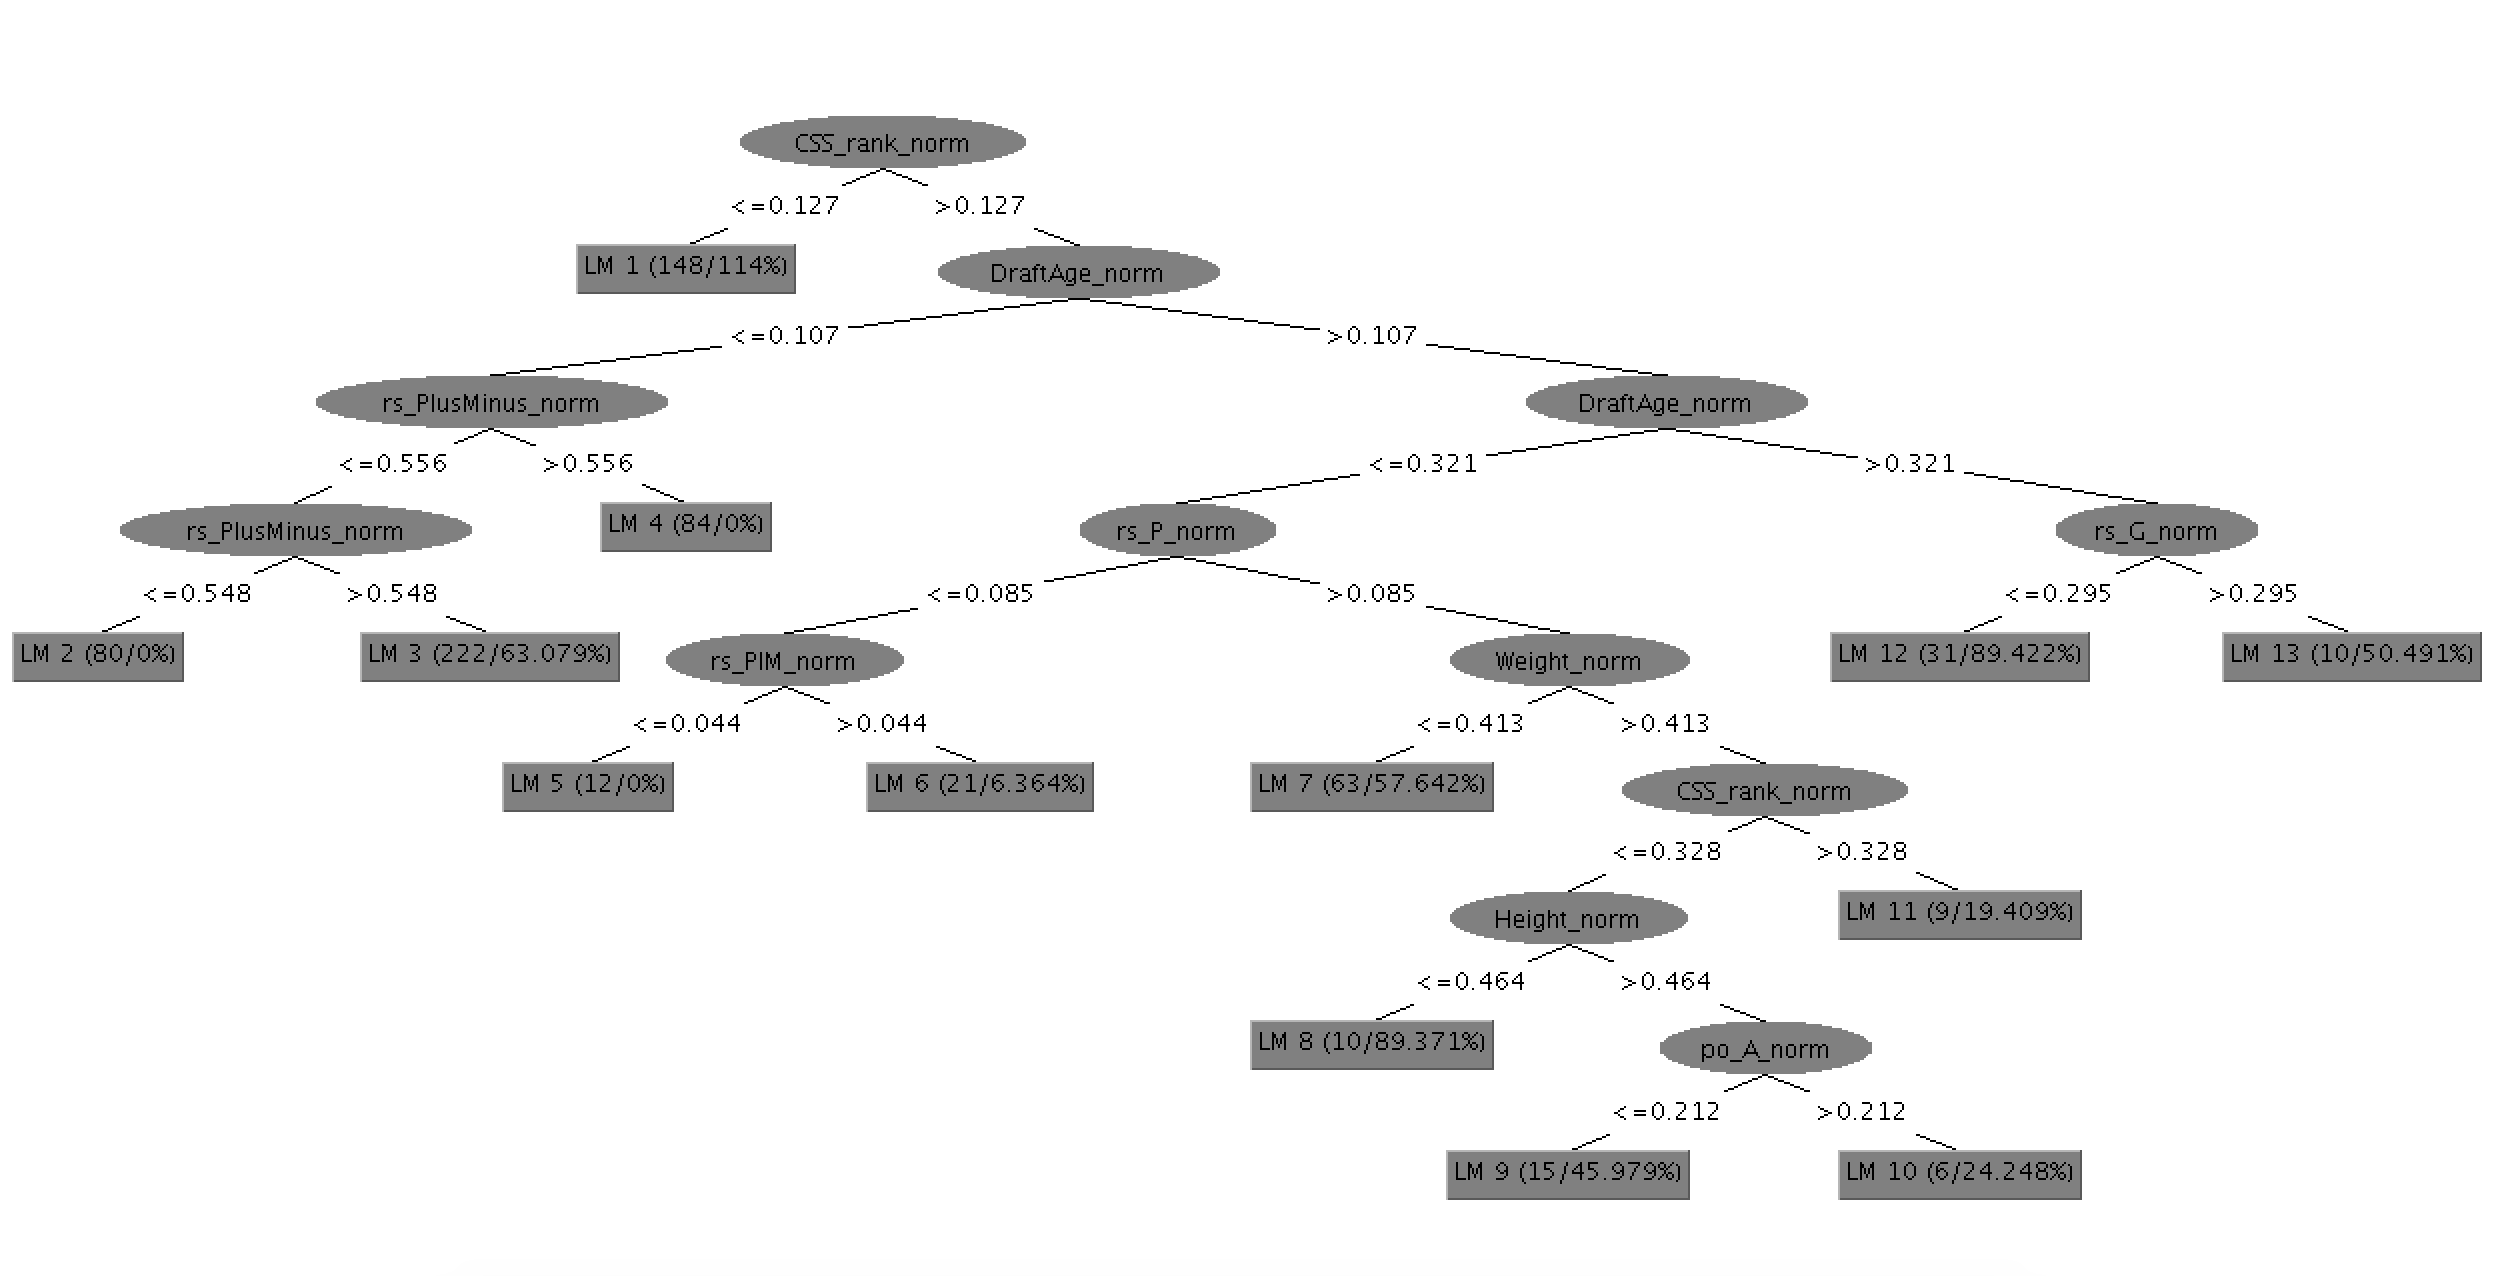 CSS_rank_norm
<=0.127 >0.127
LM 1 (148/114%)
DraftAge_norm
<=0.107 >0.107
rs_PlusMinus_norm
DraftAge_norm
<=0.556 >0.556
<=0.321 >0.321
rs_PlusMinus_norm
LM 4 (84/0%)
rs_P_norm
rs_G_norm
<=0.548 >0.548
<=0.085 >0.085
<=0.295 >0.295
LM 2 (80/0%)
LM 3 (222/63.079%)
rs_PIM_norm
Weight_norm
LM 12 (31/89.422%)
LM 13 (10/50.491%)
<=0.044 >0.044
<=0.413 >0.413
LM 5 (12/0%)
LM 6 (21/6.364%)
LM 7 (63/57.642%)
CSS_rank_norm
<=0.328 >0.328
Height_norm
LM 11 (9/19.409%)
<=0.464 >0.464
LM 8 (10/89.371%)
po_A_norm
<=0.212 >0.212
LM 9 (15/45.979%)
LM 10 (6/24.248%)